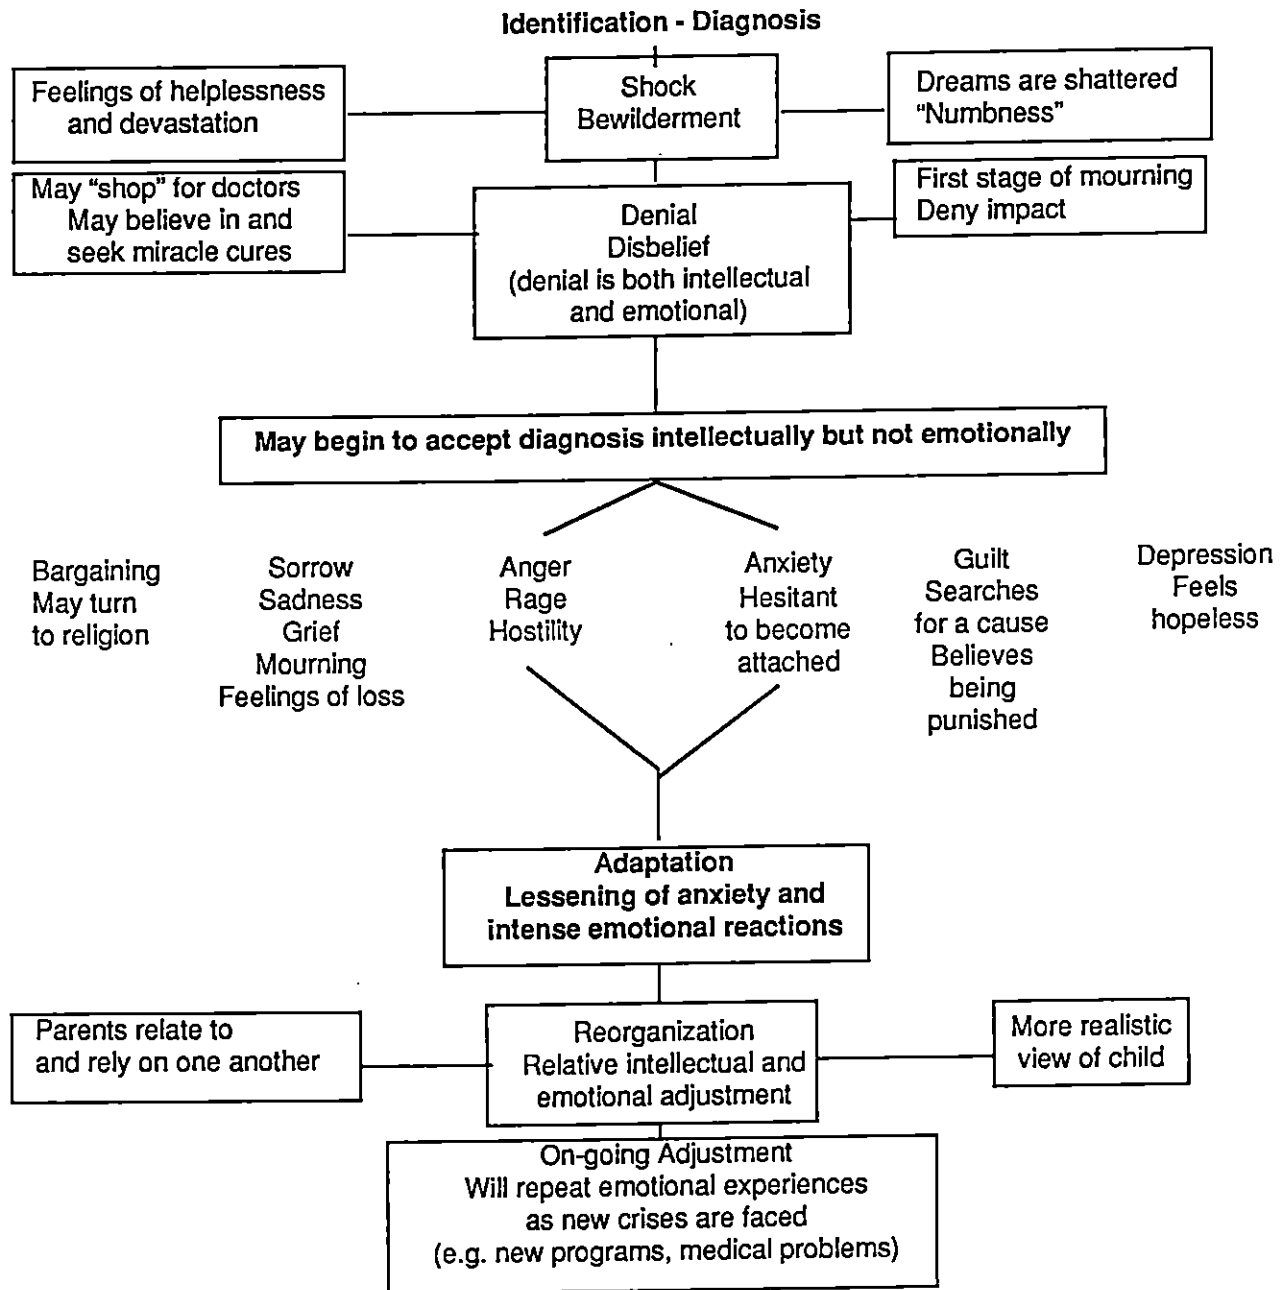 Identification - Diagnosis
Feelings of helplessness
and devastation
Shock
Bewilderment
Dreams are shattered
“Numbness”
May “shop” for doctors
May believe in and
seek miracle cures
Denial
Disbelief
(denial is both intellectual
and emotional)
First stage of mourning
Deny impact
May begin to accept diagnosis intellectually but not emotionally
Bargaining
May turn
to religion
Sorrow
Sadness
Grief
Mourning
Feelings of loss
Anger
Rage
Hostility
Anxiety
Hesitant
to become
attached
Guilt
Searches
for a cause
Believes
being
punished
Depression
Feels
hopeless
Adaptation
Lessening of anxiety and
intense emotional reactions
Parents relate to
and rely on one another
Reorganization
Relative intellectual and
emotional adjustment
More realistic
view of child
On-going Adjustment
Will repeat emotional experiences
as new crises are faced
(e.g. new programs, medical problems)